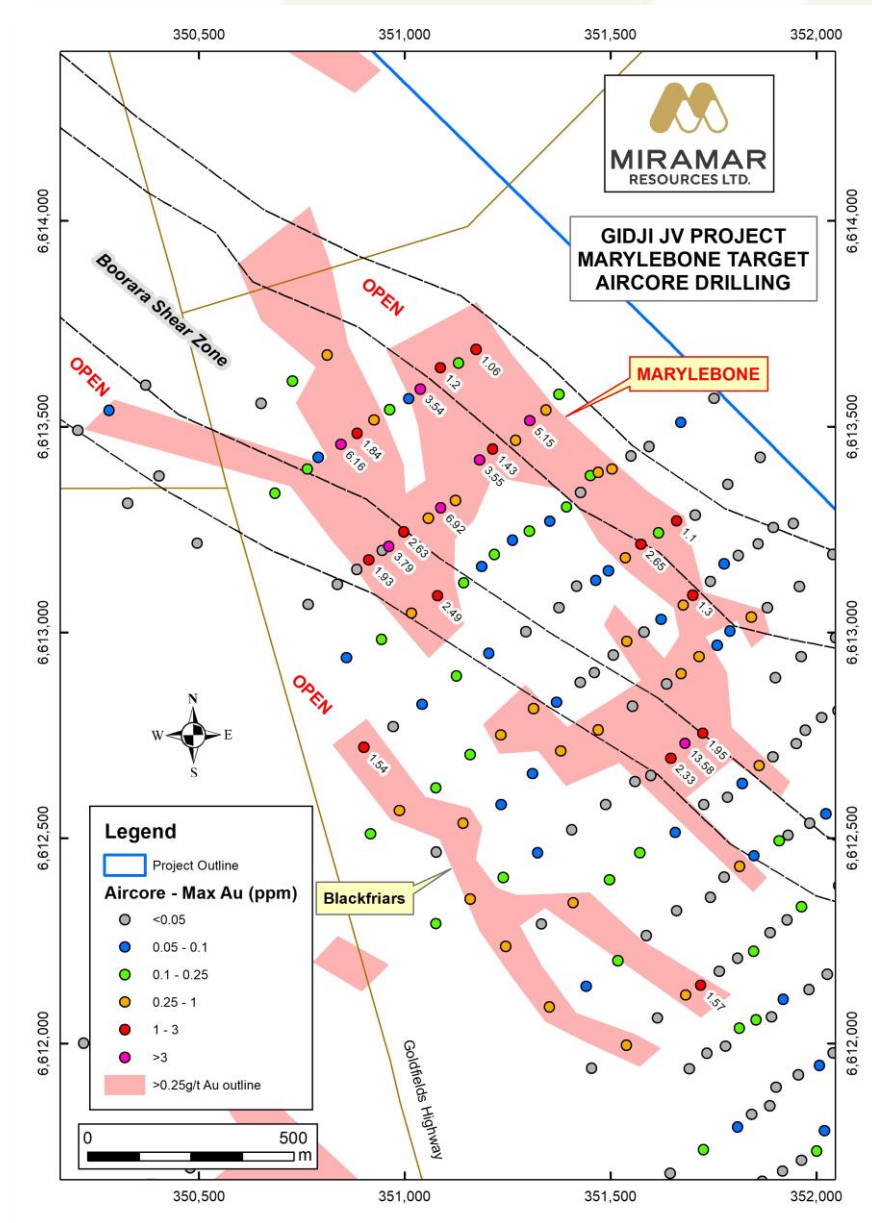 350,500
351,000
351,500
352,000
MIRAMAR
RESOURCES LTD.
GIDJI JV PROJECT
MARYLEBONE TARGET
AIRCORE DRILLING
6,614,000
6,614,000
Boorara Shear Zone
OPEN
OPEN
MARYLEBONE
1.06
1.2
3.54
5.15
6,613,500
6,613,500
1.84
6.16
1.43
3.55
6.92
1.1
2.63
3.79
1.93
2.65
2.49
1.3
6,613,000
6,613,000
OPEN
N
W
E
S
1.54
1.95
13.58
2.33
6,612,500
6,612,500
Blackfriars
1.57
6,612,000
6,612,000
Goldfields Highway
Legend
Project Outline
Aircore - Max Au (ppm)
<0.05
0.05 - 0.1
0.1 - 0.25
0.25 - 1
1 - 3
>3
>0.25g/t Au outline
0
500
m
350,500
351,000
351,500
352,000